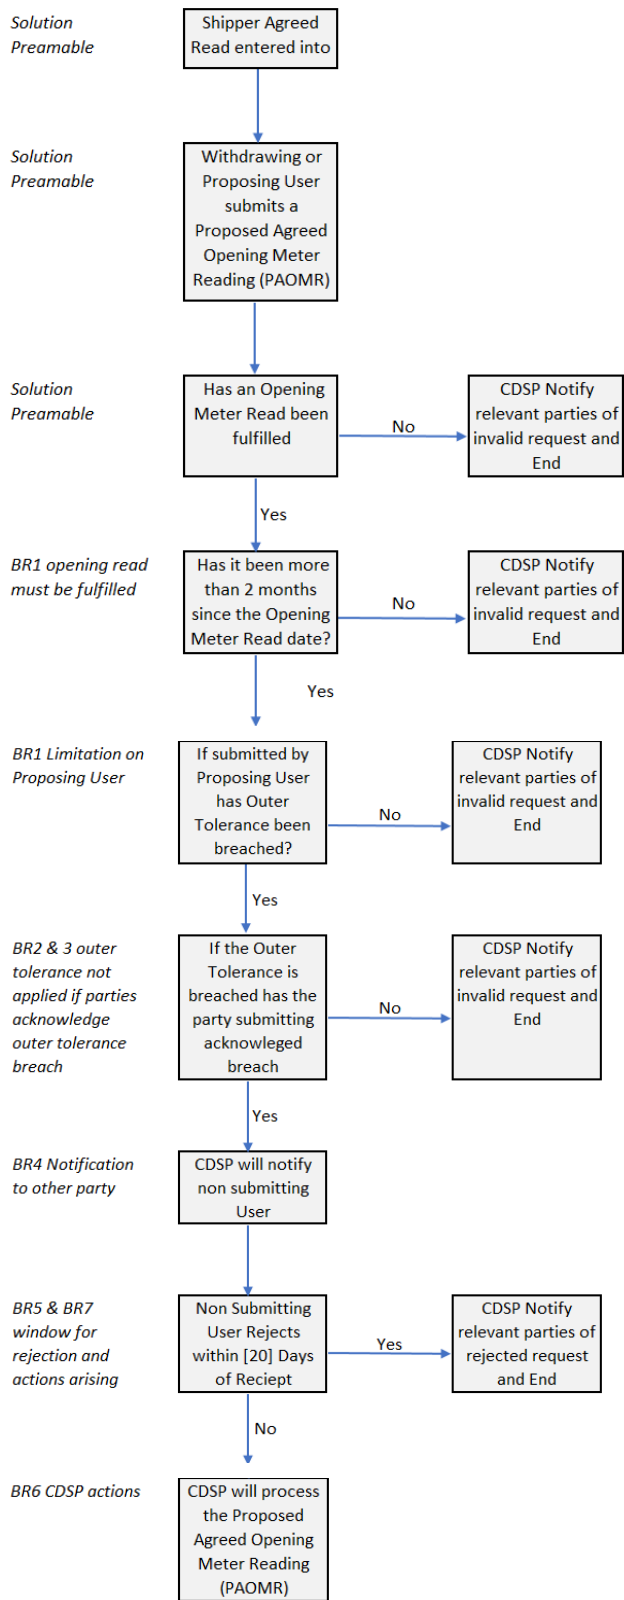 Solution
Preamable
Shipper Agreed
Read entered into
Solution
Preamable
Withdrawing or
Proposing User
submits a
Proposed Agreed
Opening Meter
Reading (PAOMR)
Solution
Preamable
Has an Opening
Meter Read been
fulfilled
No
CDSP Notify
relevant parties of
invalid request and
End
Yes
BR1 opening read
must be fulfilled
Has it been more
than 2 months
since the Opening
Meter Read date?
No
CDSP Notify
relevant parties of
invalid request and
End
Yes
BR1 Limitation on
Proposing User
If submitted by
Proposing User
has Outer
Tolerance been
breached?
No
CDSP Notify
relevant parties of
invalid request and
End
Yes
BR2 & 3 outer
tolerance not
applied if parties
acknowledge
outer tolerance
breach
If the Outer
Tolerance is
breached has the
party submitting
acknowleged
breach
No
CDSP Notify
relevant parties of
invalid request and
End
Yes
BR4 Notification
to other party
CDSP will notify
non submitting
User
BR5 & BR7
window for
rejection and
actions arising
Non Submitting
User Rejects
within [20] Days
of Reciept
Yes
CDSP Notify
relevant parties of
rejected request
and End
No
BR6 CDSP actions
CDSP will process
the Proposed
Agreed Opening
Meter Reading
(PAOMR)